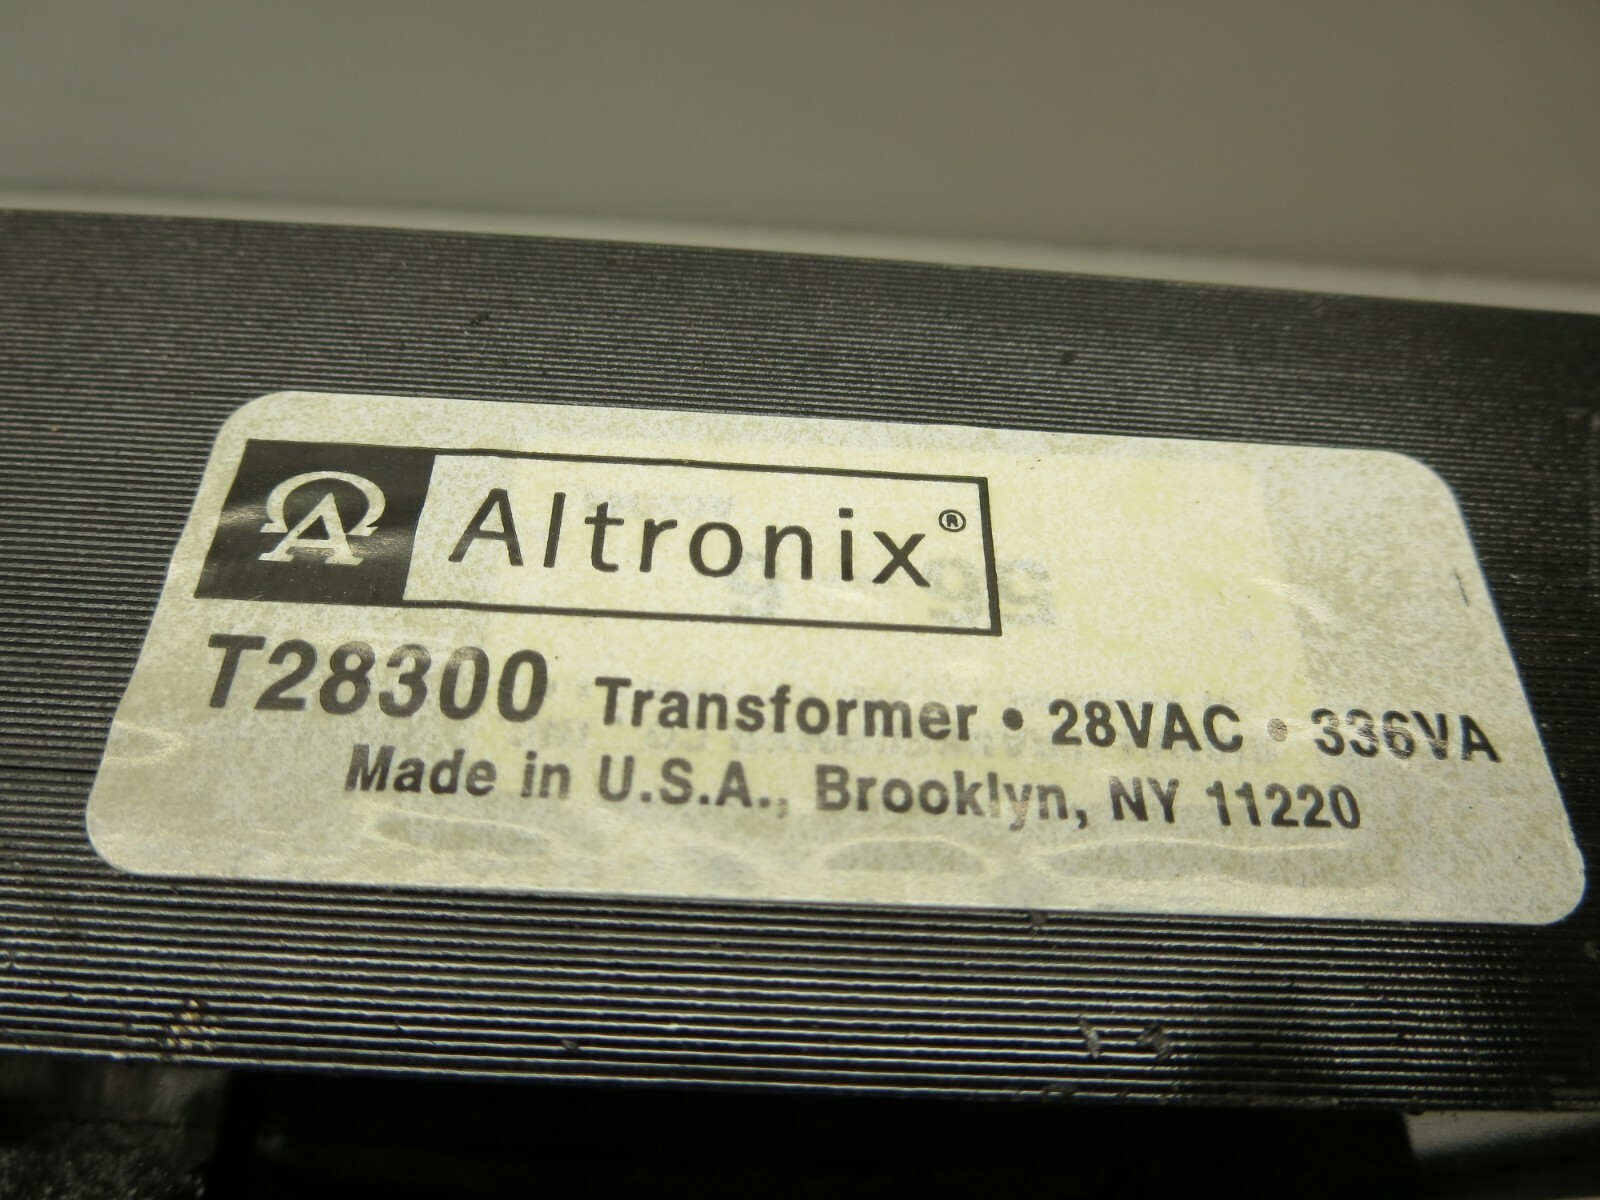 Altronix®
T28300 Transformer • 28VAC • 336VA
Made in U.S.A., Brooklyn, NY 11220